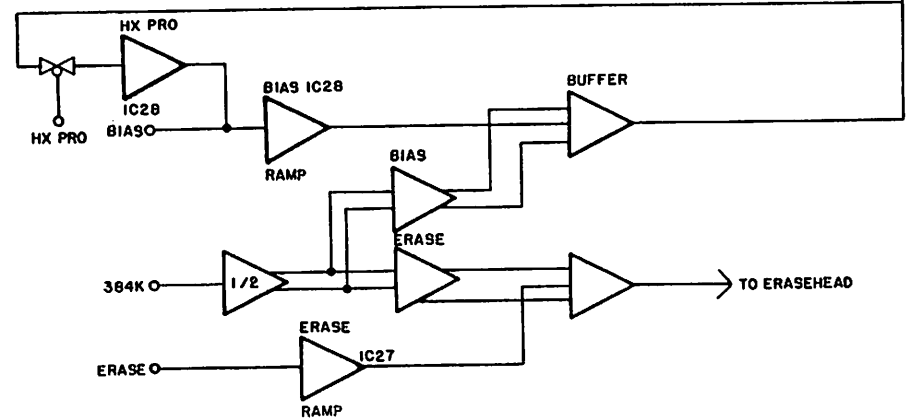 HX PRO
IC28
HX PRO
BIAS
BIAS IC28
RAMP
BUFFER
BIAS
ERASE
384K
1/2
TO ERASEHEAD
ERASE
ERASE
IC27
RAMP